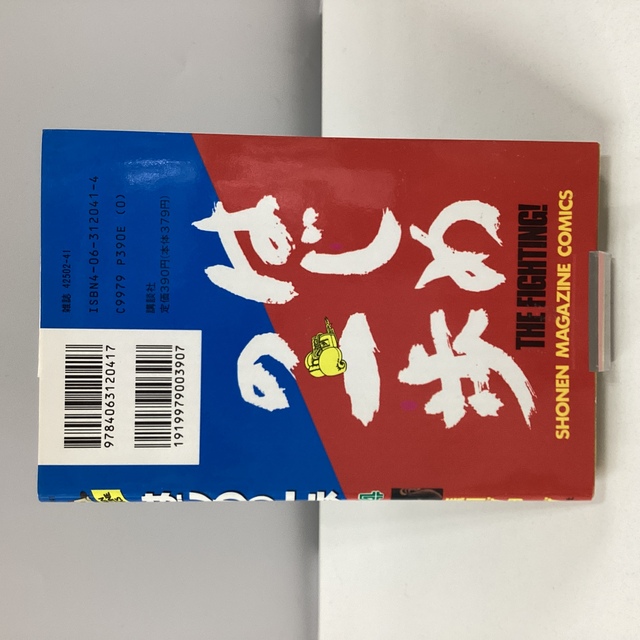 はじめ
の一歩
THE FIGHTING!
SHONEN MAGAZINE COMICS
雑誌 42502-41
ISBN4-06-312041-4
C9979 P390E (0)
講談社
定価390円(本体379円)
9784063120417
1919979003907